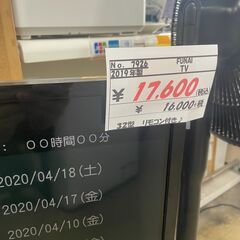 No. 7926 FUNAI
2019年製 TV
¥ 17,600 税込
¥ 16,000+税
32型 リモコン付き♪
: 〇〇時間〇〇分
2020/04/18(土)
2020/04/17(金)
2020/04/10(金)